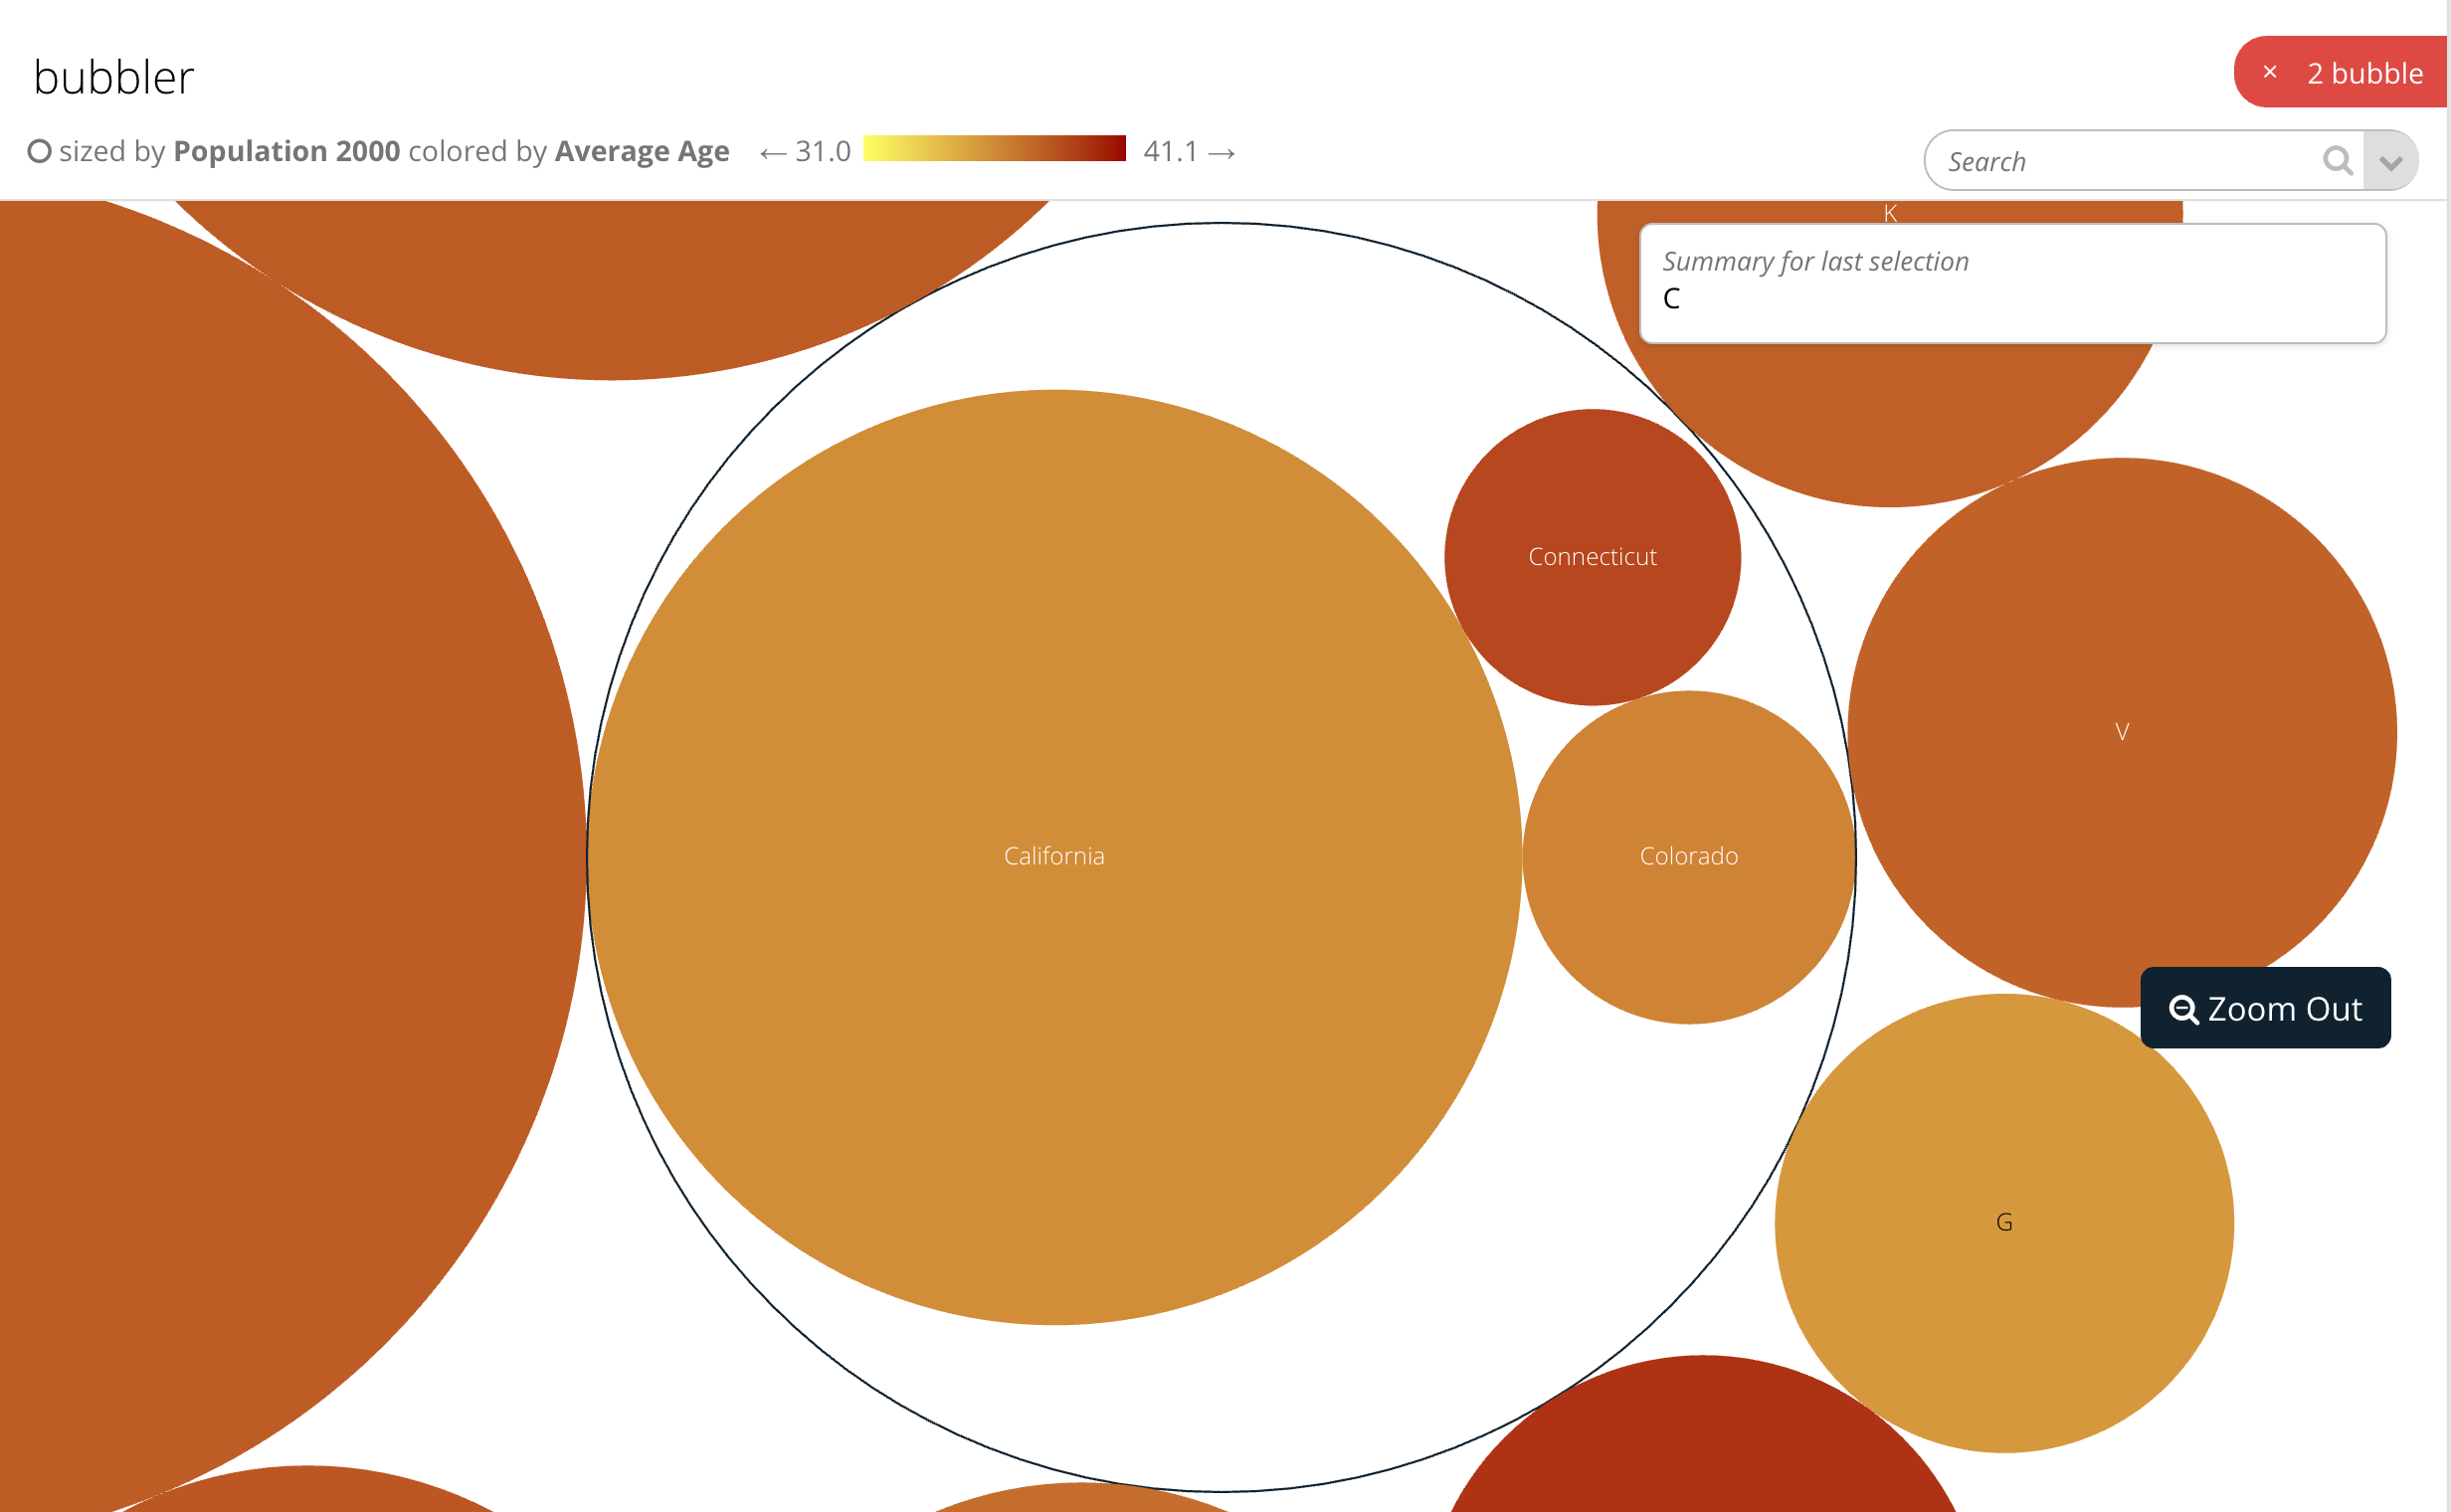 bubbler
× 2 bubble
sized by Population 2000 colored by Average Age ← 31.0 41.1 →
Search
K
Summary for last selection
C
Connecticut
V
California
Colorado
Zoom Out
G